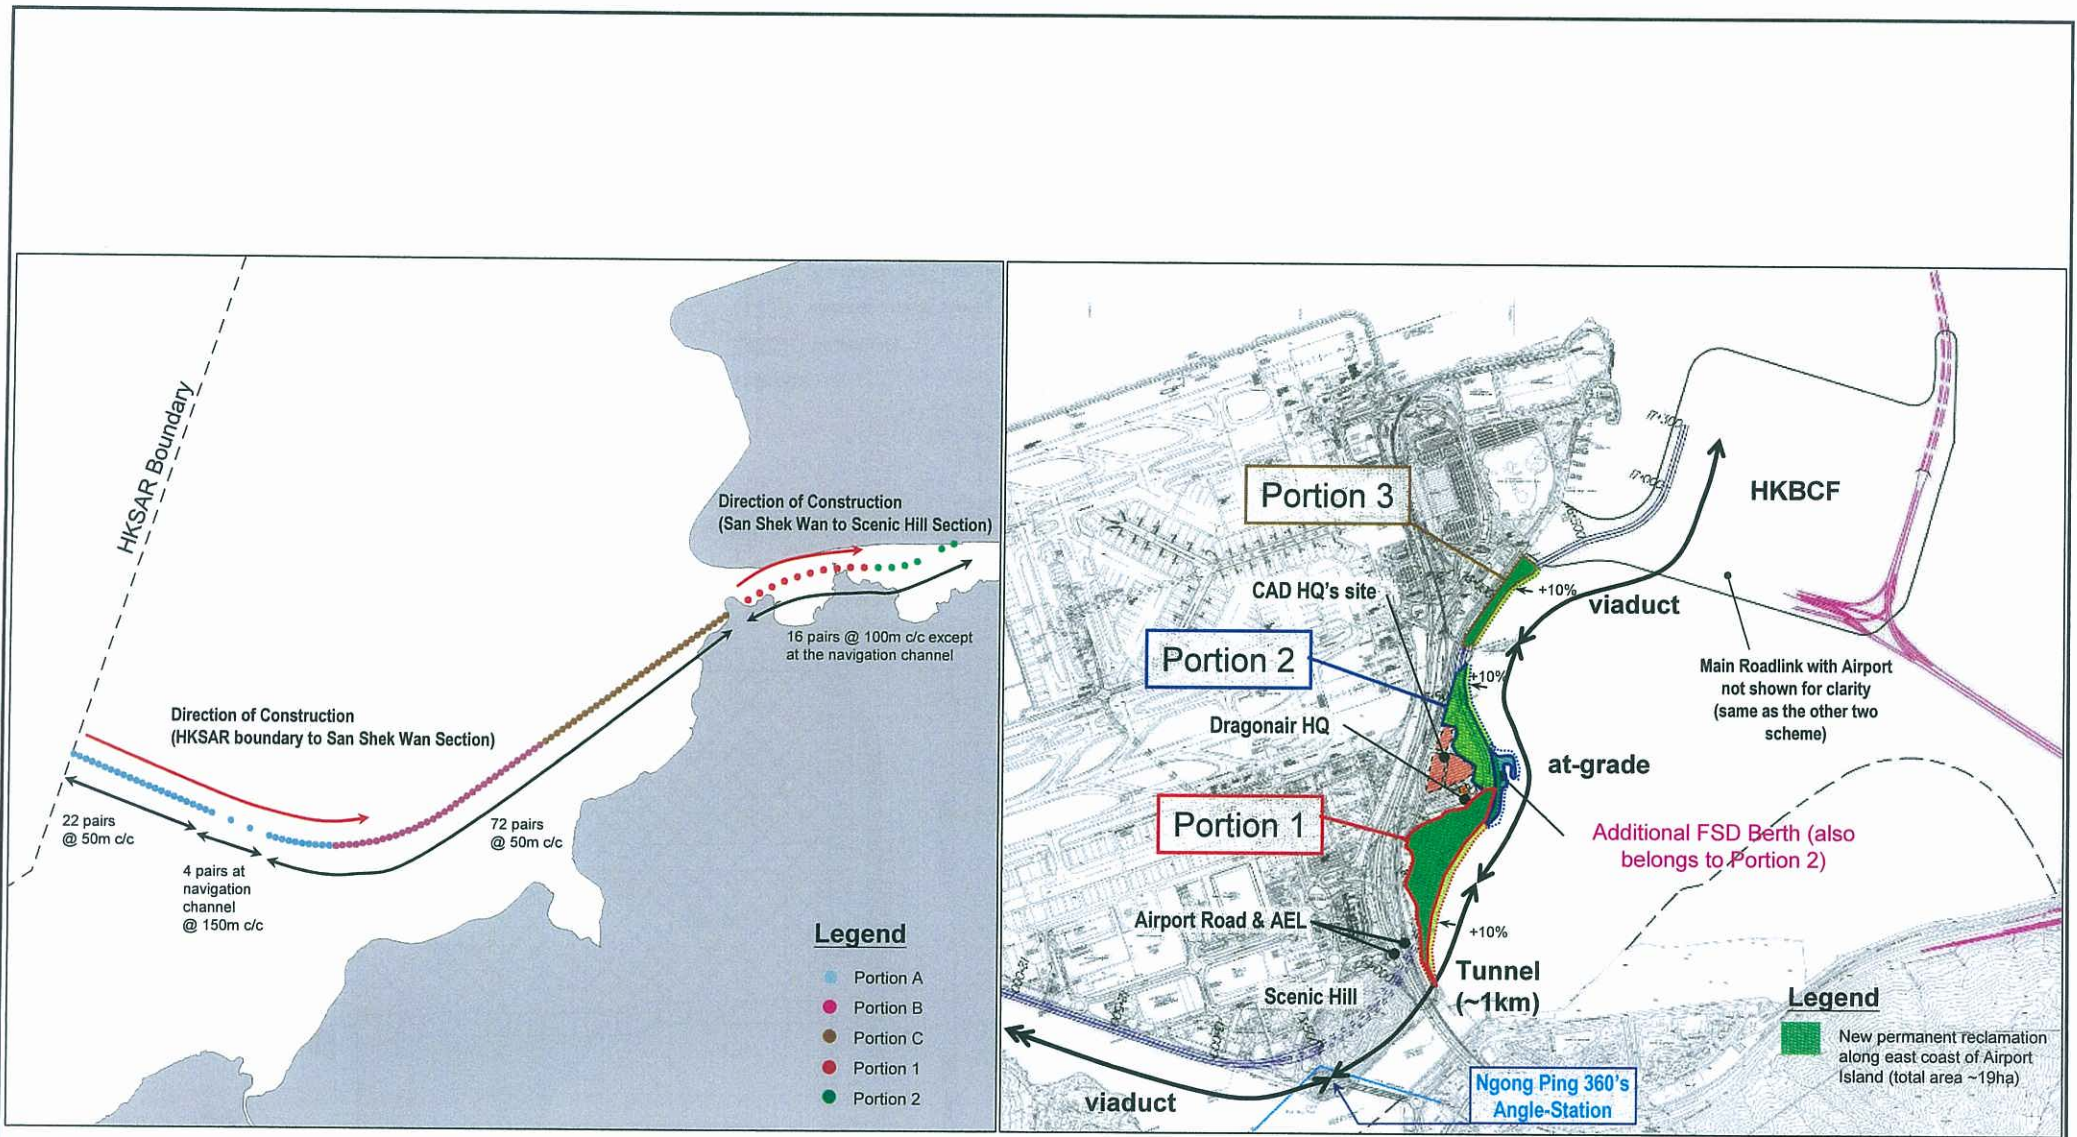 HKSAR Boundary
Direction of Construction
(San Shek Wan to Scenic Hill Section)
16 pairs @ 100m c/c except
at the navigation channel
Direction of Construction
(HKSAR boundary to San Shek Wan Section)
22 pairs
@ 50m c/c
4 pairs at
navigation
channel
@ 150m c/c
72 pairs
@ 50m c/c
Legend
Portion A
Portion B
Portion C
Portion 1
Portion 2
Portion 3
CAD HQ's site
Portion 2
Dragonair HQ
Portion 1
Airport Road & AEL
Scenic Hill
viaduct
17+300
17+000
HKBCF
+10%
viaduct
+10%
Main Roadlink with Airport
not shown for clarity
(same as the other two
scheme)
at-grade
Additional FSD Berth (also
belongs to Portion 2)
+10%
Tunnel
(~1km)
Ngong Ping 360's
Angle-Station
Legend
New permanent reclamation
along east coast of Airport
Island (total area ~19ha)